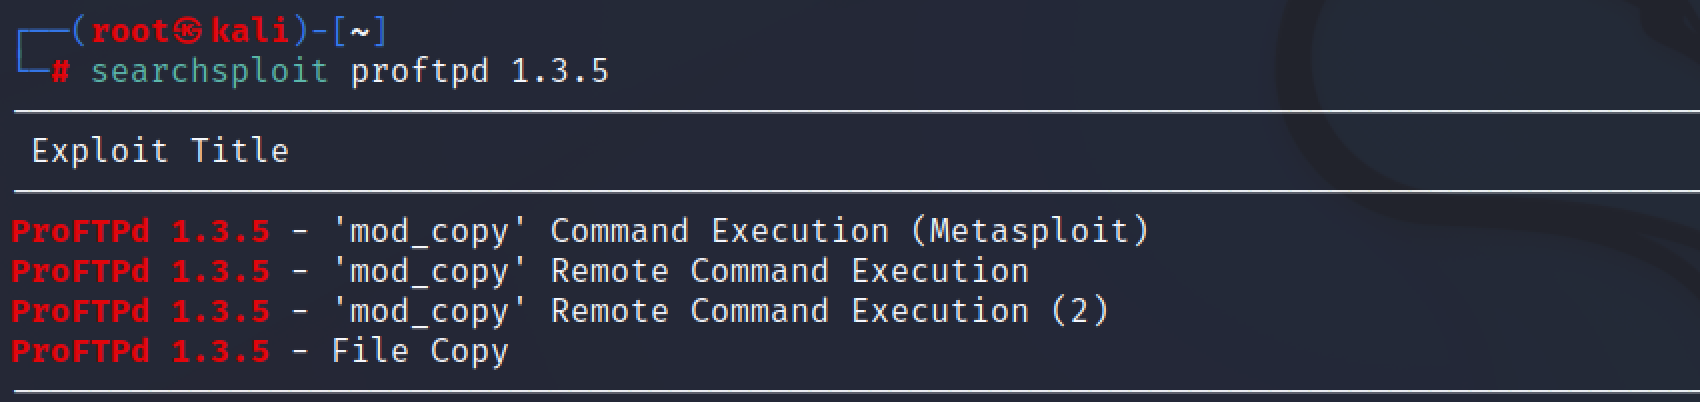 ┌──(root㉿kali)-[~]
└─# searchsploit proftpd 1.3.5
Exploit Title
ProFTPd 1.3.5 - 'mod_copy' Command Execution (Metasploit)
ProFTPd 1.3.5 - 'mod_copy' Remote Command Execution
ProFTPd 1.3.5 - 'mod_copy' Remote Command Execution (2)
ProFTPd 1.3.5 - File Copy